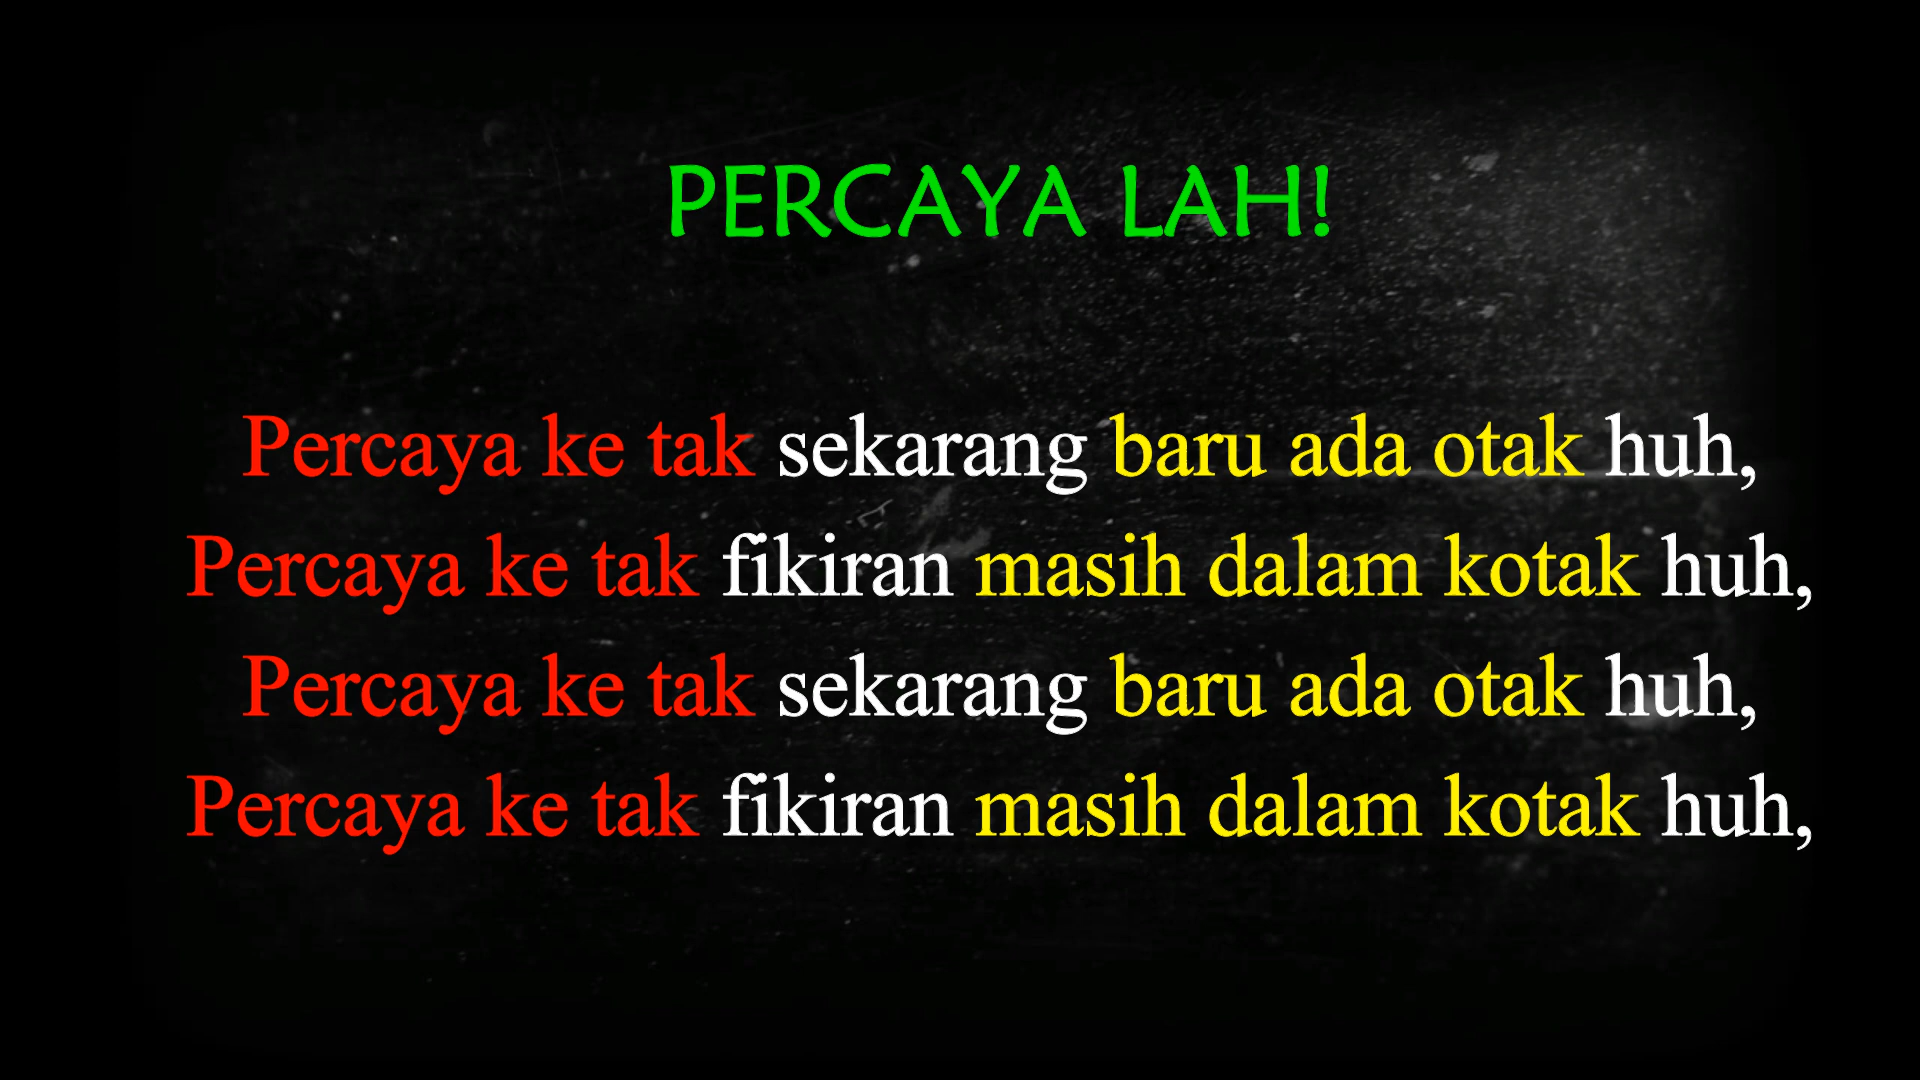 PERCAYA LAH!
Percaya ke tak sekarang baru ada otak huh,
Percaya ke tak fikiran masih dalam kotak huh,
Percaya ke tak sekarang baru ada otak huh,
Percaya ke tak fikiran masih dalam kotak huh,